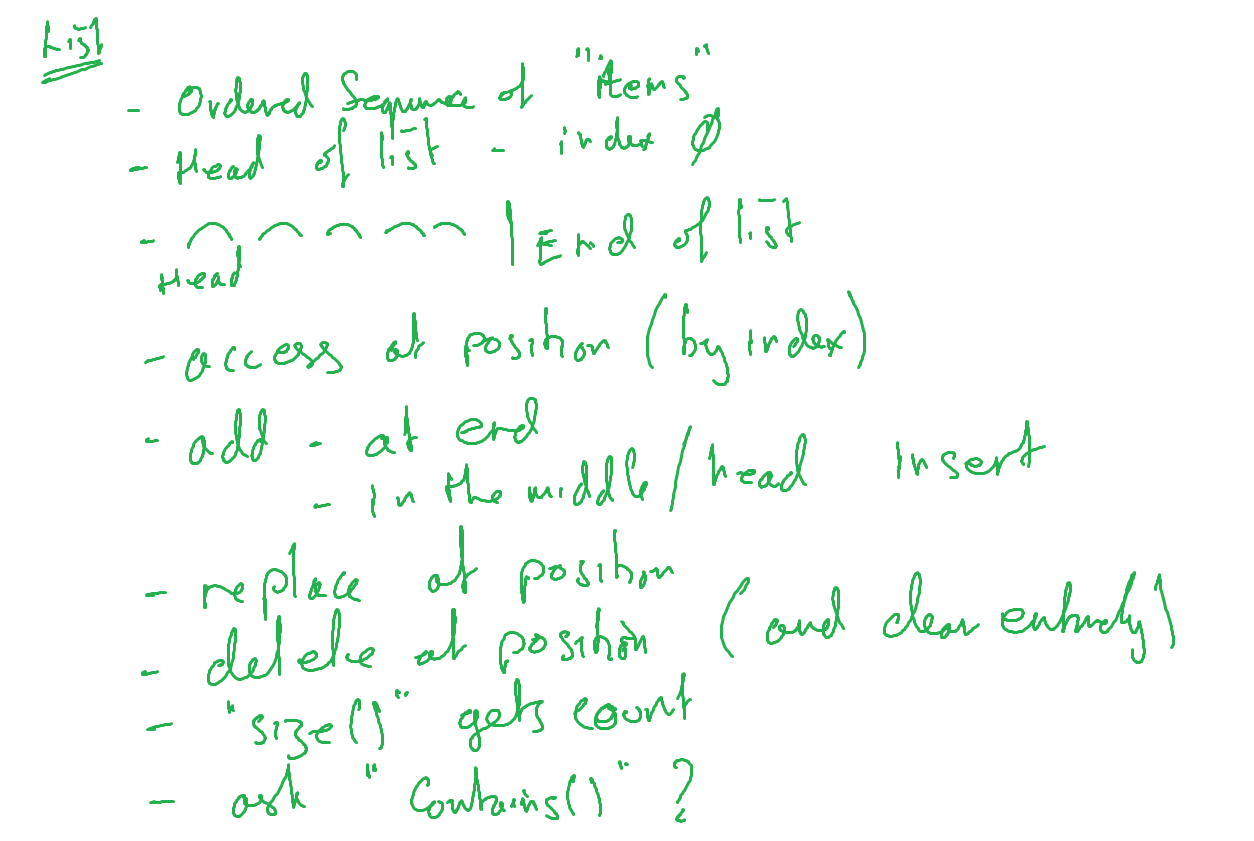 List
- Ordered Sequence of "items"
- Head of list - index 0
- | End of list
Head
- access at position (by index)
- add - at end
- in the middle/head insert
- replace at position
- delete at position (and clear entirely)
- "size()" gets count
- ask "Contains()" ?